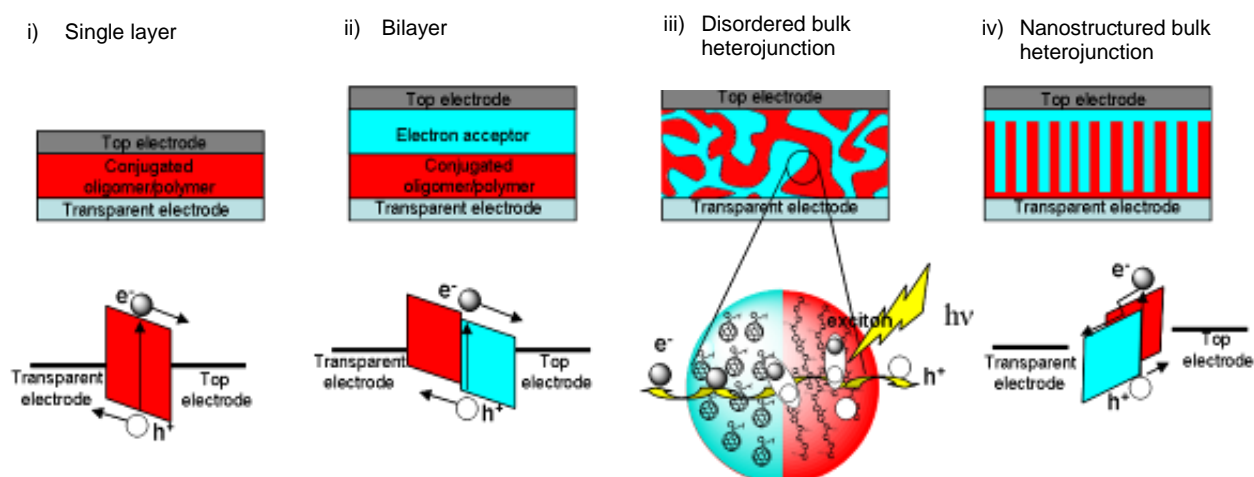 i) Single layer
ii) Bilayer
iii) Disordered bulk
heterojunction
iv) Nanostructured bulk
heterojunction
Top electrode
Conjugated
oligomer/polymer
Transparent electrode
Top electrode
Electron acceptor
Conjugated
oligomer/polymer
Transparent electrode
Top electrode
Transparent electrode
Top electrode
Transparent electrode
e-
Transparent
electrode
Top
electrode
h+
e-
Transparent
electrode
Top
electrode
h+
e-
exciton
hν
h+
e-
Transparent
electrode
Top
electrode
h+